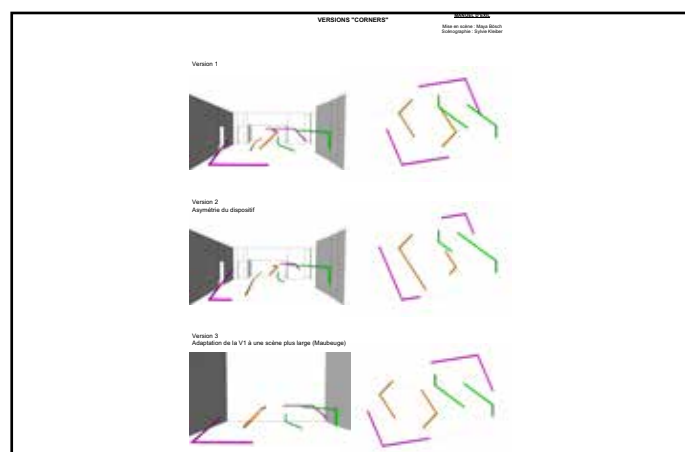 VERSIONS "CORNERS"
Mise en scène : Maya Bösch
Scénographie : Sylvie Kleiber
Version 1
Version 2
Asymétrie du dispositif
Version 3
Adaptation de la V1 à une scène plus large (Maubeuge)